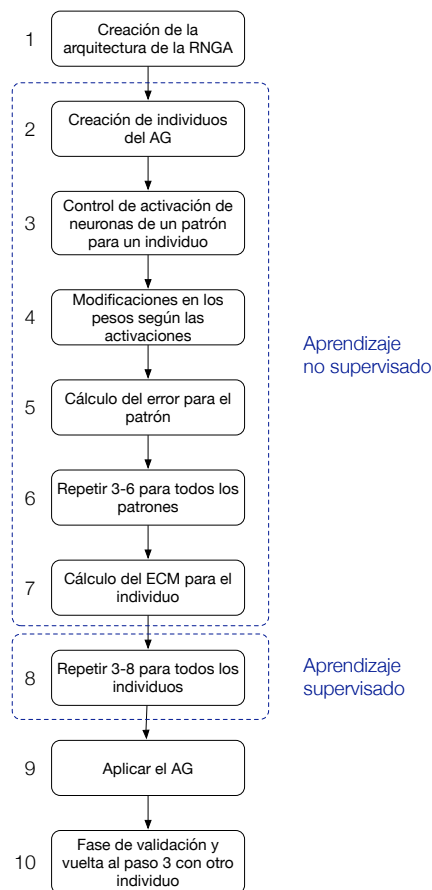 1
Creación de la
arquitectura de la RNGA
2
Creación de individuos
del AG
3
Control de activación de
neuronas de un patrón
para un individuo
4
Modificaciones en los
pesos según las
activaciones
Aprendizaje
no supervisado
5
Cálculo del error para el
patrón
6
Repetir 3-6 para todos los
patrones
7
Cálculo del ECM para el
individuo
8
Repetir 3-8 para todos los
individuos
Aprendizaje
supervisado
9
Aplicar el AG
10
Fase de validación y
vuelta al paso 3 con otro
individuo